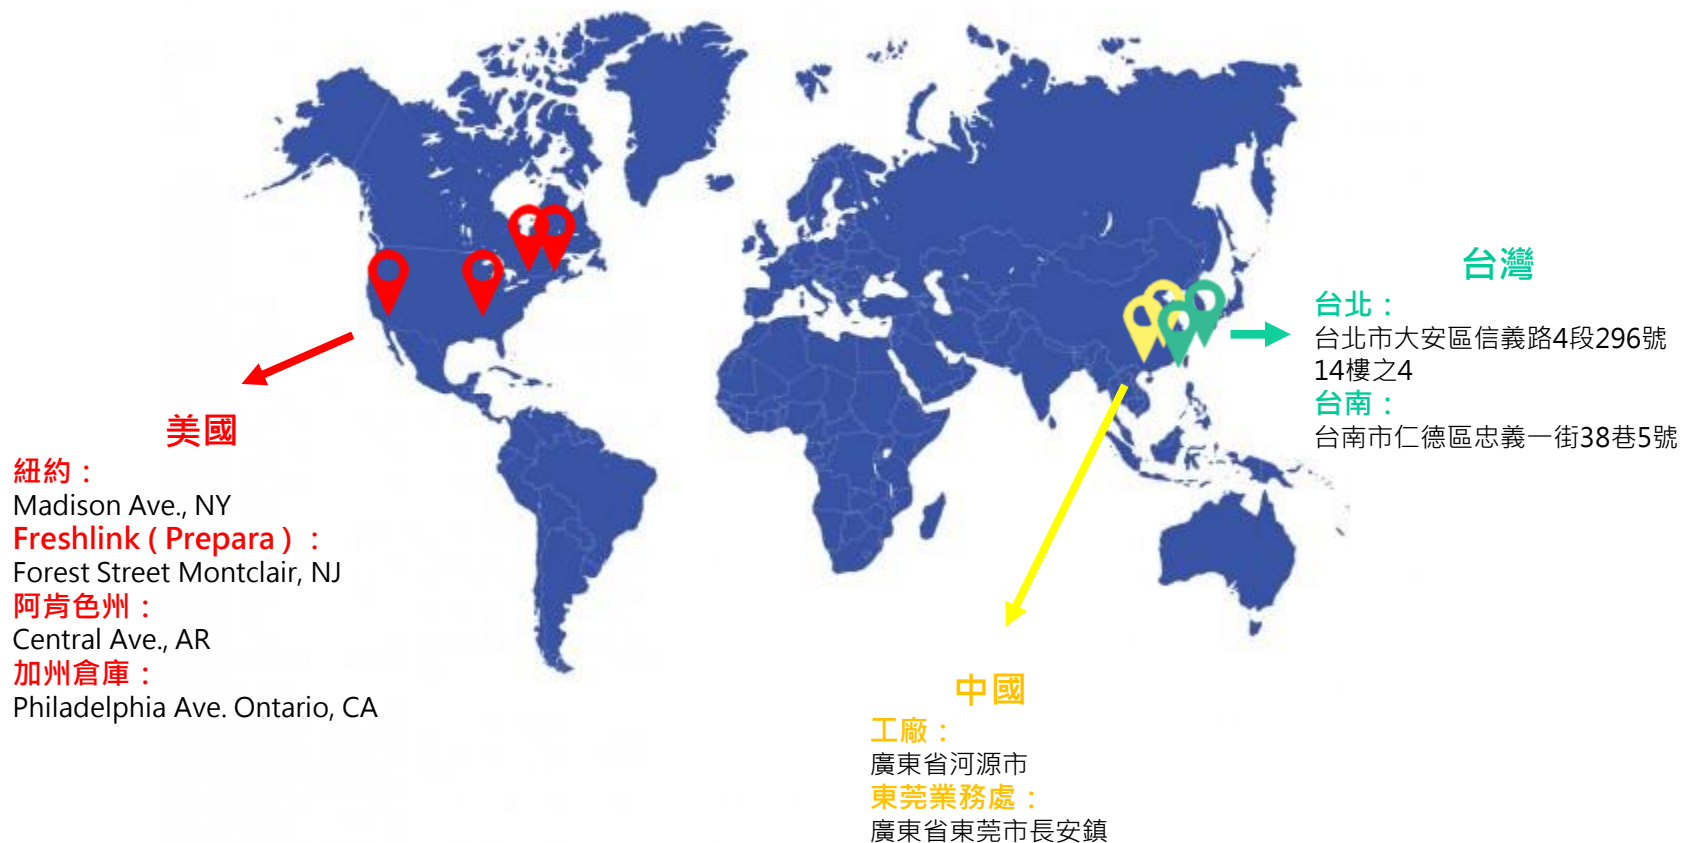 美國
紐約：
Madison Ave., NY
Freshlink ( Prepara ) ：
Forest Street Montclair, NJ
阿肯色州：
Central Ave., AR
加州倉庫：
Philadelphia Ave. Ontario, CA
中國
工廠：
廣東省河源市
東莞業務處：
廣東省東莞市長安鎮
台灣
台北：
台北市大安區信義路4段296號
14樓之4
台南：
台南市仁德區忠義一街38巷5號